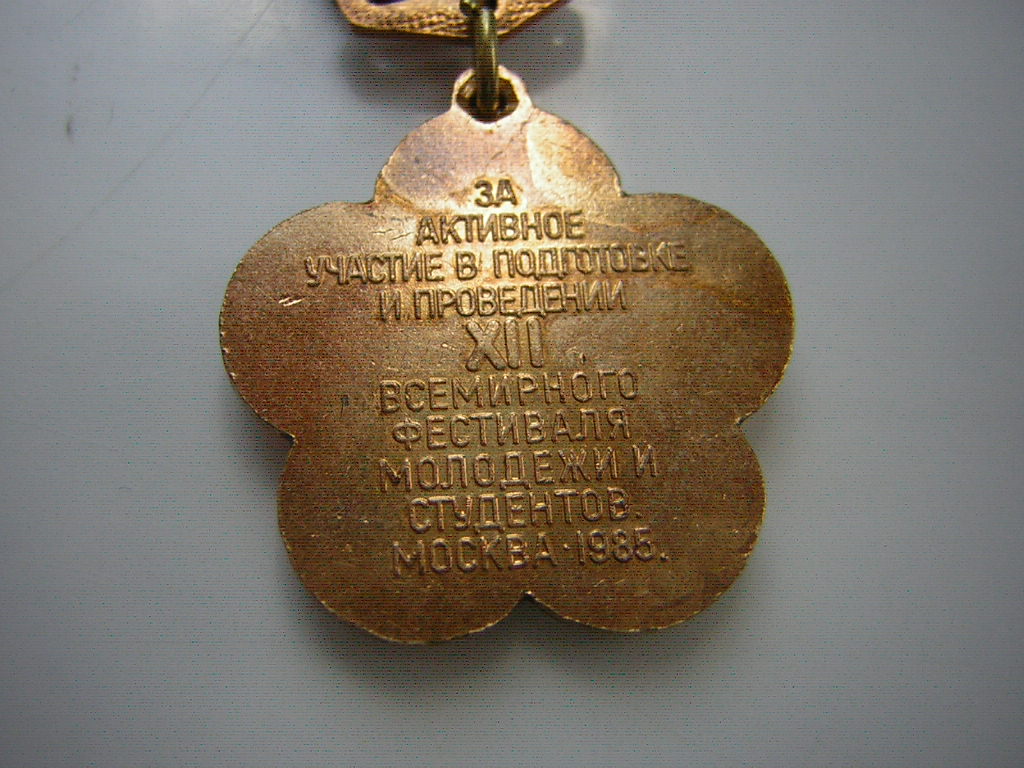 ЗА
АКТИВНОЕ
УЧАСТИЕ В ПОДГОТОВКЕ
И ПРОВЕДЕНИИ
XII
ВСЕМИРНОГО
ФЕСТИВАЛЯ
МОЛОДЕЖИ И
СТУДЕНТОВ.
МОСКВА·1985.